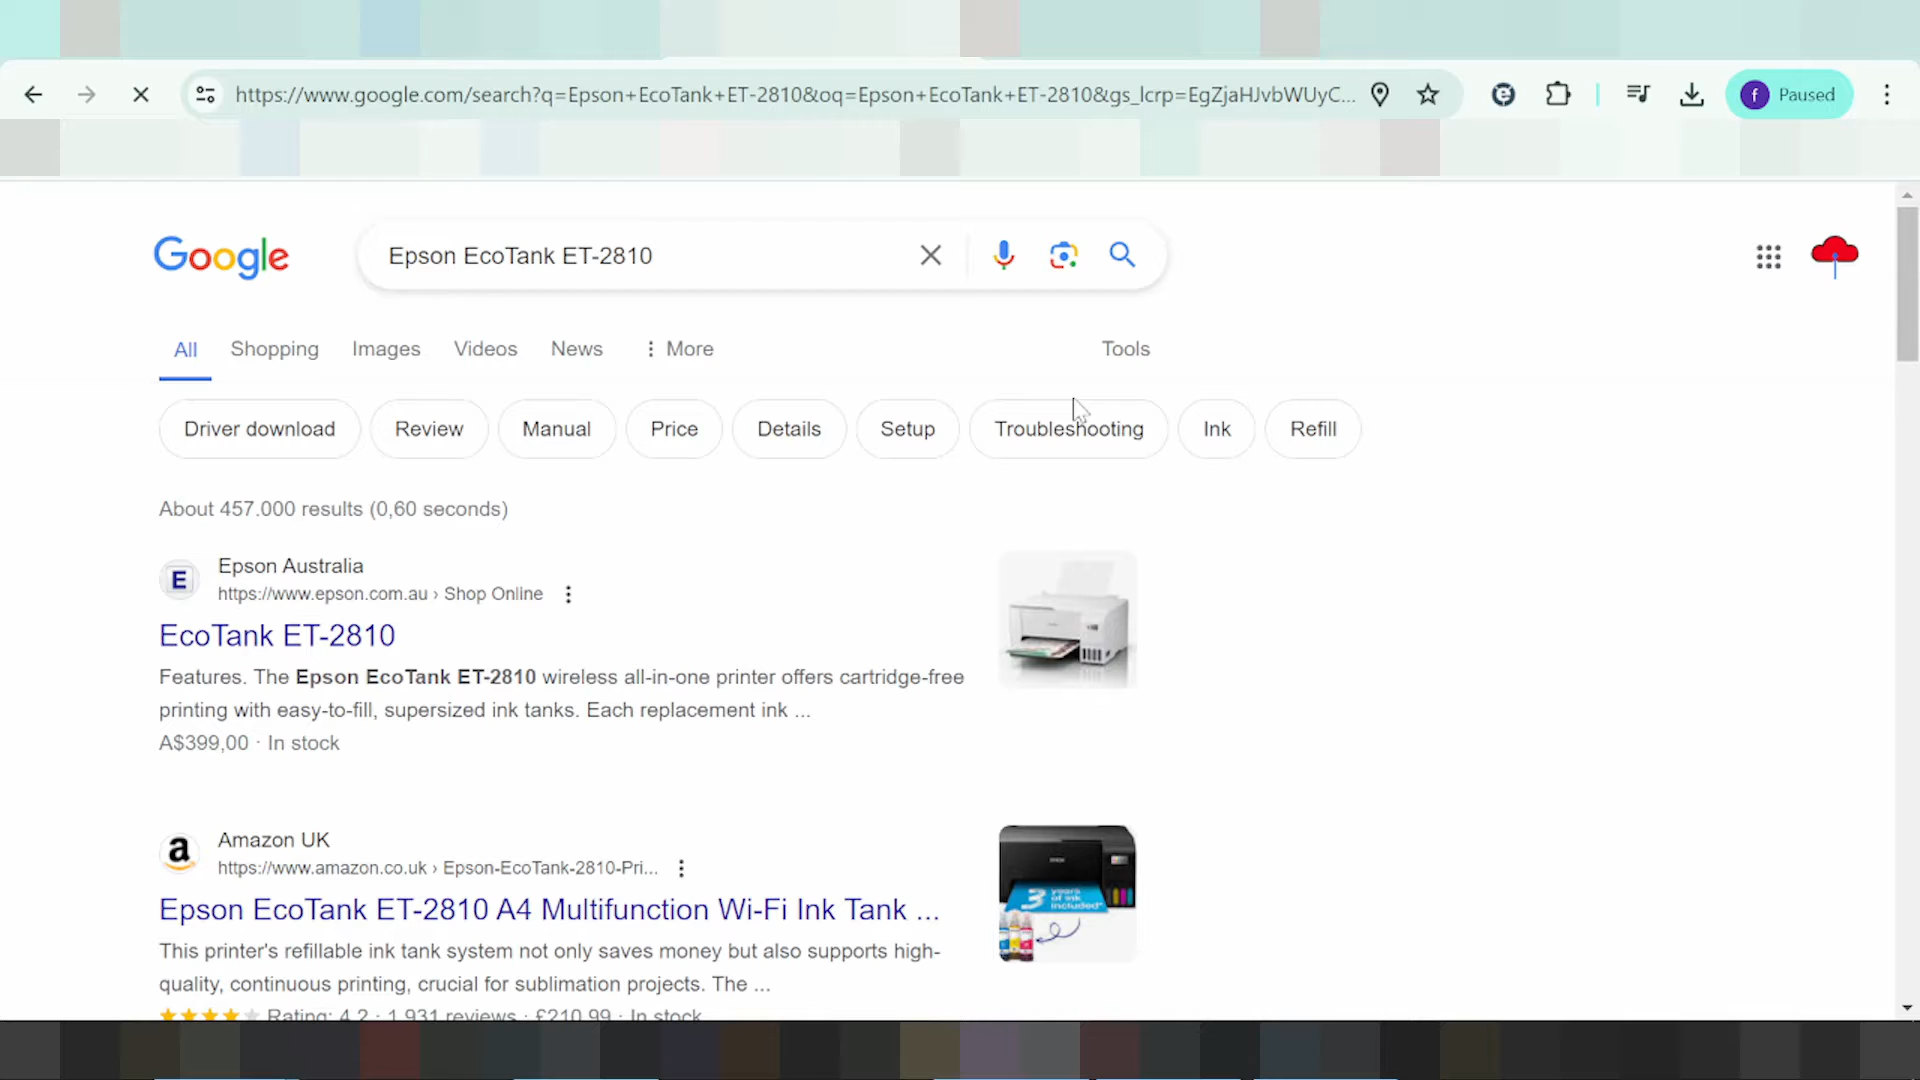 https://www.google.com/search?q=Epson+EcoTank+ET-2810&oq=Epson+EcoTank+ET-2810&gs_lcrp=EgZjaHJvbWUyC...
f Paused
Google
Epson EcoTank ET-2810
All Shopping Images Videos News More Tools
Driver download Review Manual Price Details Setup Troubleshooting Ink Refill
About 457.000 results (0,60 seconds)
E Epson Australia
https://www.epson.com.au › Shop Online
EcoTank ET-2810
Features. The Epson EcoTank ET-2810 wireless all-in-one printer offers cartridge-free
printing with easy-to-fill, supersized ink tanks. Each replacement ink ...
A$399,00 · In stock
a Amazon UK
https://www.amazon.co.uk › Epson-EcoTank-2810-Pri...
EPSON
3 years of ink included*
Epson EcoTank ET-2810 A4 Multifunction Wi-Fi Ink Tank ...
This printer's refillable ink tank system not only saves money but also supports high-
quality, continuous printing, crucial for sublimation projects. The ...
Rating: 4,2 · 1.931 reviews · £210.99 · In stock